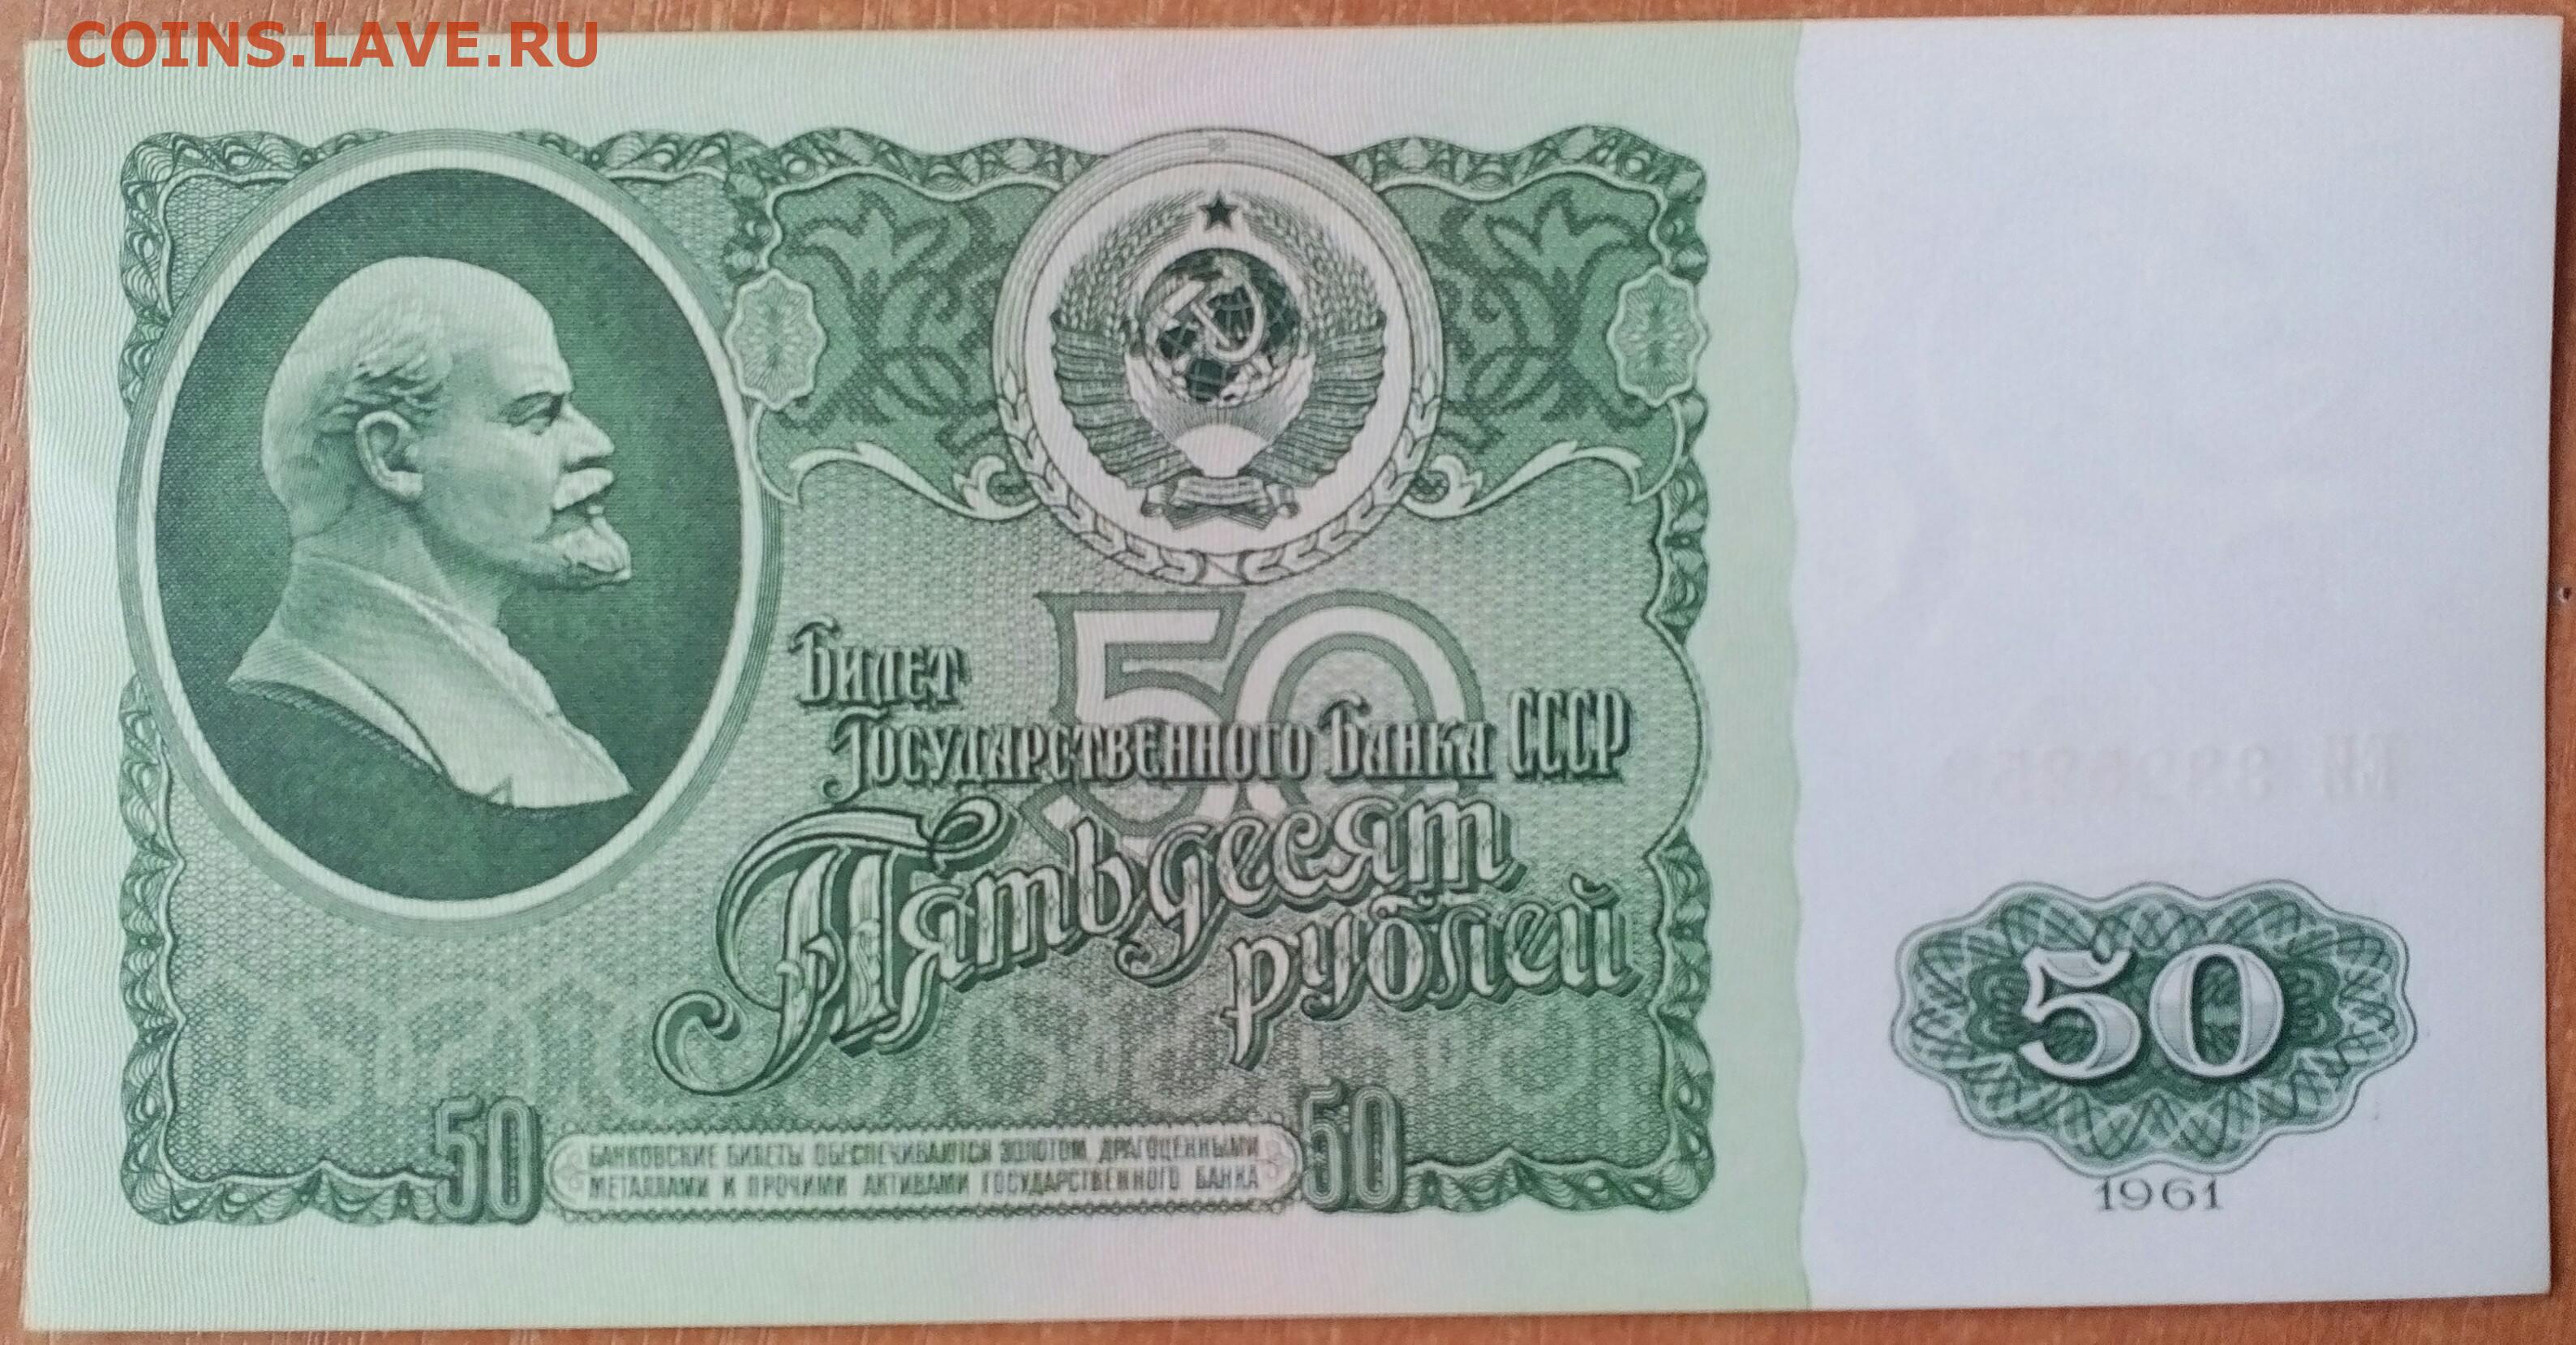 COINS.LAVE.RU
50
Билет
Государственного Банка СССР
Пятьдесят
рублей
50
БАНКОВСКИЕ БИЛЕТЫ ОБЕСПЕЧИВАЮТСЯ ЗОЛОТОМ, ДРАГОЦЕННЫМИ
МЕТАЛЛАМИ И ПРОЧИМИ АКТИВАМИ ГОСУДАРСТВЕННОГО БАНКА
50
50
1961